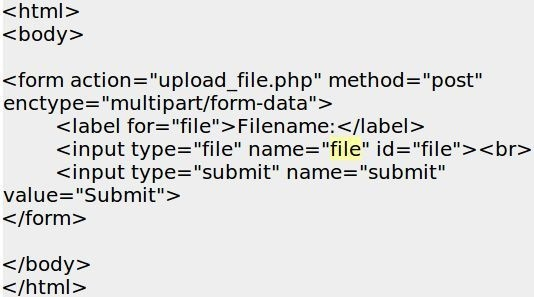 <html>
<body>
<form action="upload_file.php" method="post"
enctype="multipart/form-data">
<label for="file">Filename:</label>
<input type="file" name="file" id="file"><br>
<input type="submit" name="submit"
value="Submit">
</form>
</body>
</html>